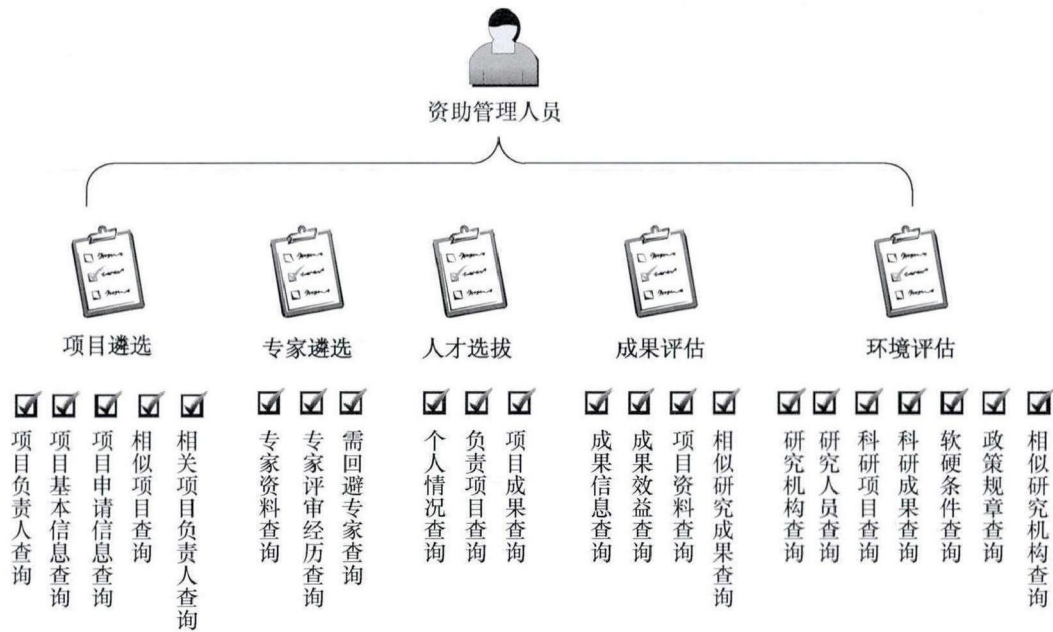 资助管理人员
项目遴选
专家遴选
人才选拔
成果评估
环境评估
项目负责人查询
项目基本信息查询
项目申请信息查询
相似项目查询
相关项目负责人查询
专家资料查询
专家评审经历查询
需回避专家查询
个人情况查询
负责项目查询
项目成果查询
成果信息查询
成果效益查询
项目资料查询
相似研究成果查询
研究机构查询
研究人员查询
科研项目查询
科研成果查询
软硬条件查询
政策规章查询
相似研究机构查询